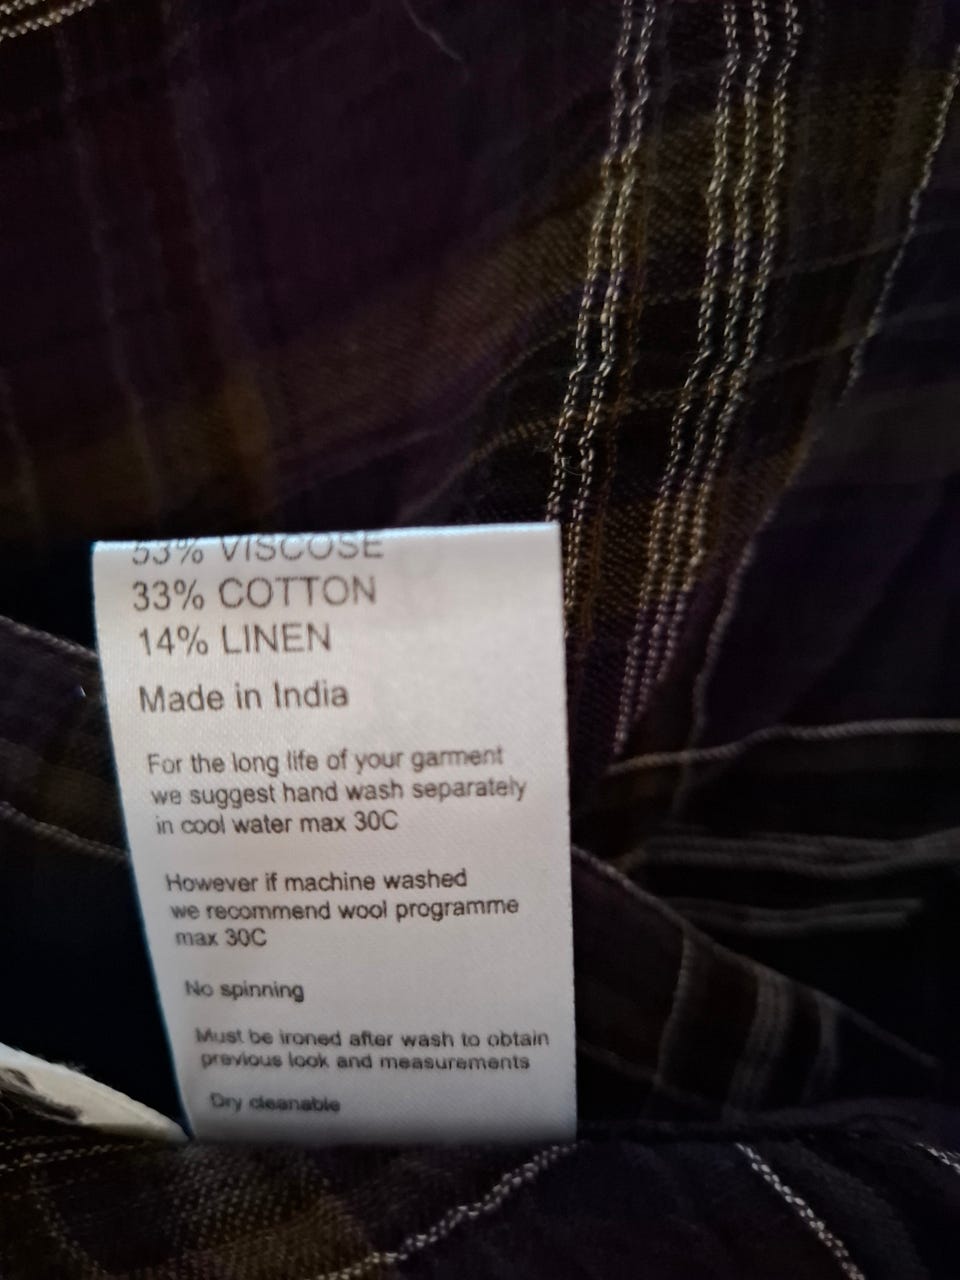 53% VISCOSE
33% COTTON
14% LINEN
Made in India
For the long life of your garment
we suggest hand wash separately
in cool water max 30C
However if machine washed
we recommend wool programme
max 30C
No spinning
Must be ironed after wash to obtain
previous look and measurements
Dry cleanable